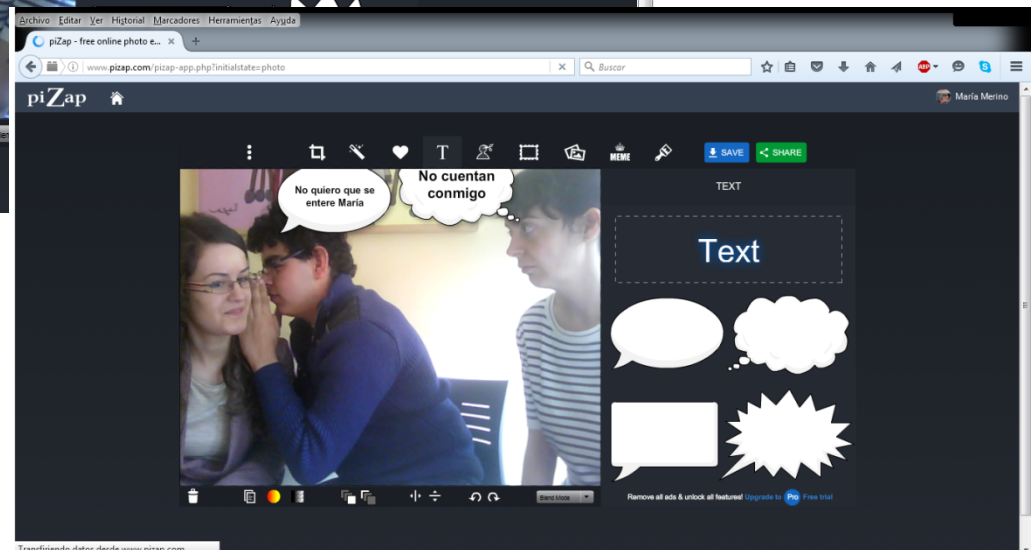 Archivo Editar Ver Historial Marcadores Herramientas Ayuda
piZap - free online photo e... × +
www.pizap.com/pizap-app.php?initialstate=photo
Buscar
ABP
piZap
María Merino
T
MEME
SAVE
SHARE
No quiero que se
entere María
No cuentan
conmigo
TEXT
Text
Blend Mode
Remove all ads & unlock all features! Upgrade to Pro Free trial
Transfiriendo datos desde www.pizap.com